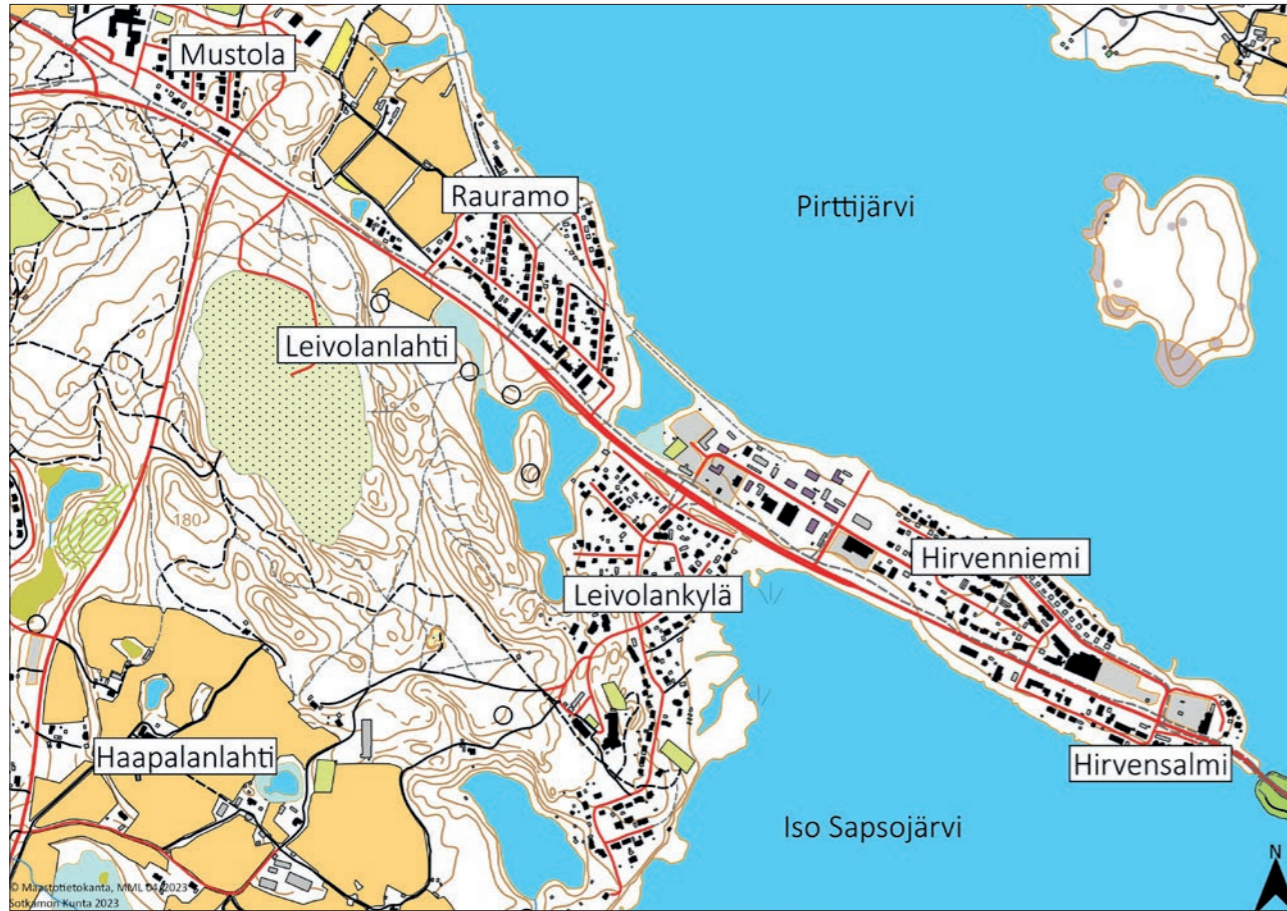 Mustola
Rauramo
Pirttijärvi
Leivolanlahti
180
Hirvenniemi
Leivolankylä
Haapalanlahti
Hirvensalmi
Iso Sapsojärvi
N
© Maastotietokanta, MML 04/2023
Sotkamon Kunta 2023